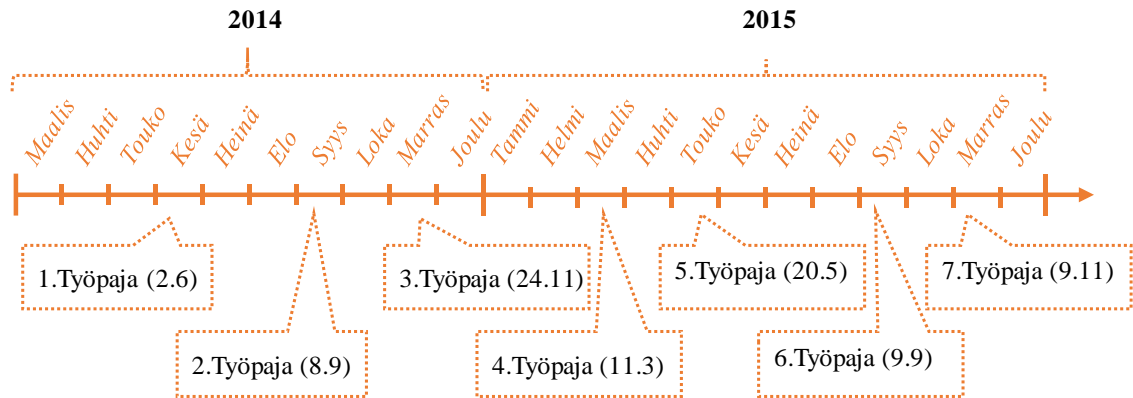 2014
2015
Maalis
Huhti
Touko
Kesä
Heinä
Elo
Syys
Loka
Marras
Joulu
Tammi
Helmi
Maalis
Huhti
Touko
Kesä
Heinä
Elo
Syys
Loka
Marras
Joulu
1.Työpaja (2.6)
3.Työpaja (24.11)
5.Työpaja (20.5)
7.Työpaja (9.11)
2.Työpaja (8.9)
4.Työpaja (11.3)
6.Työpaja (9.9)